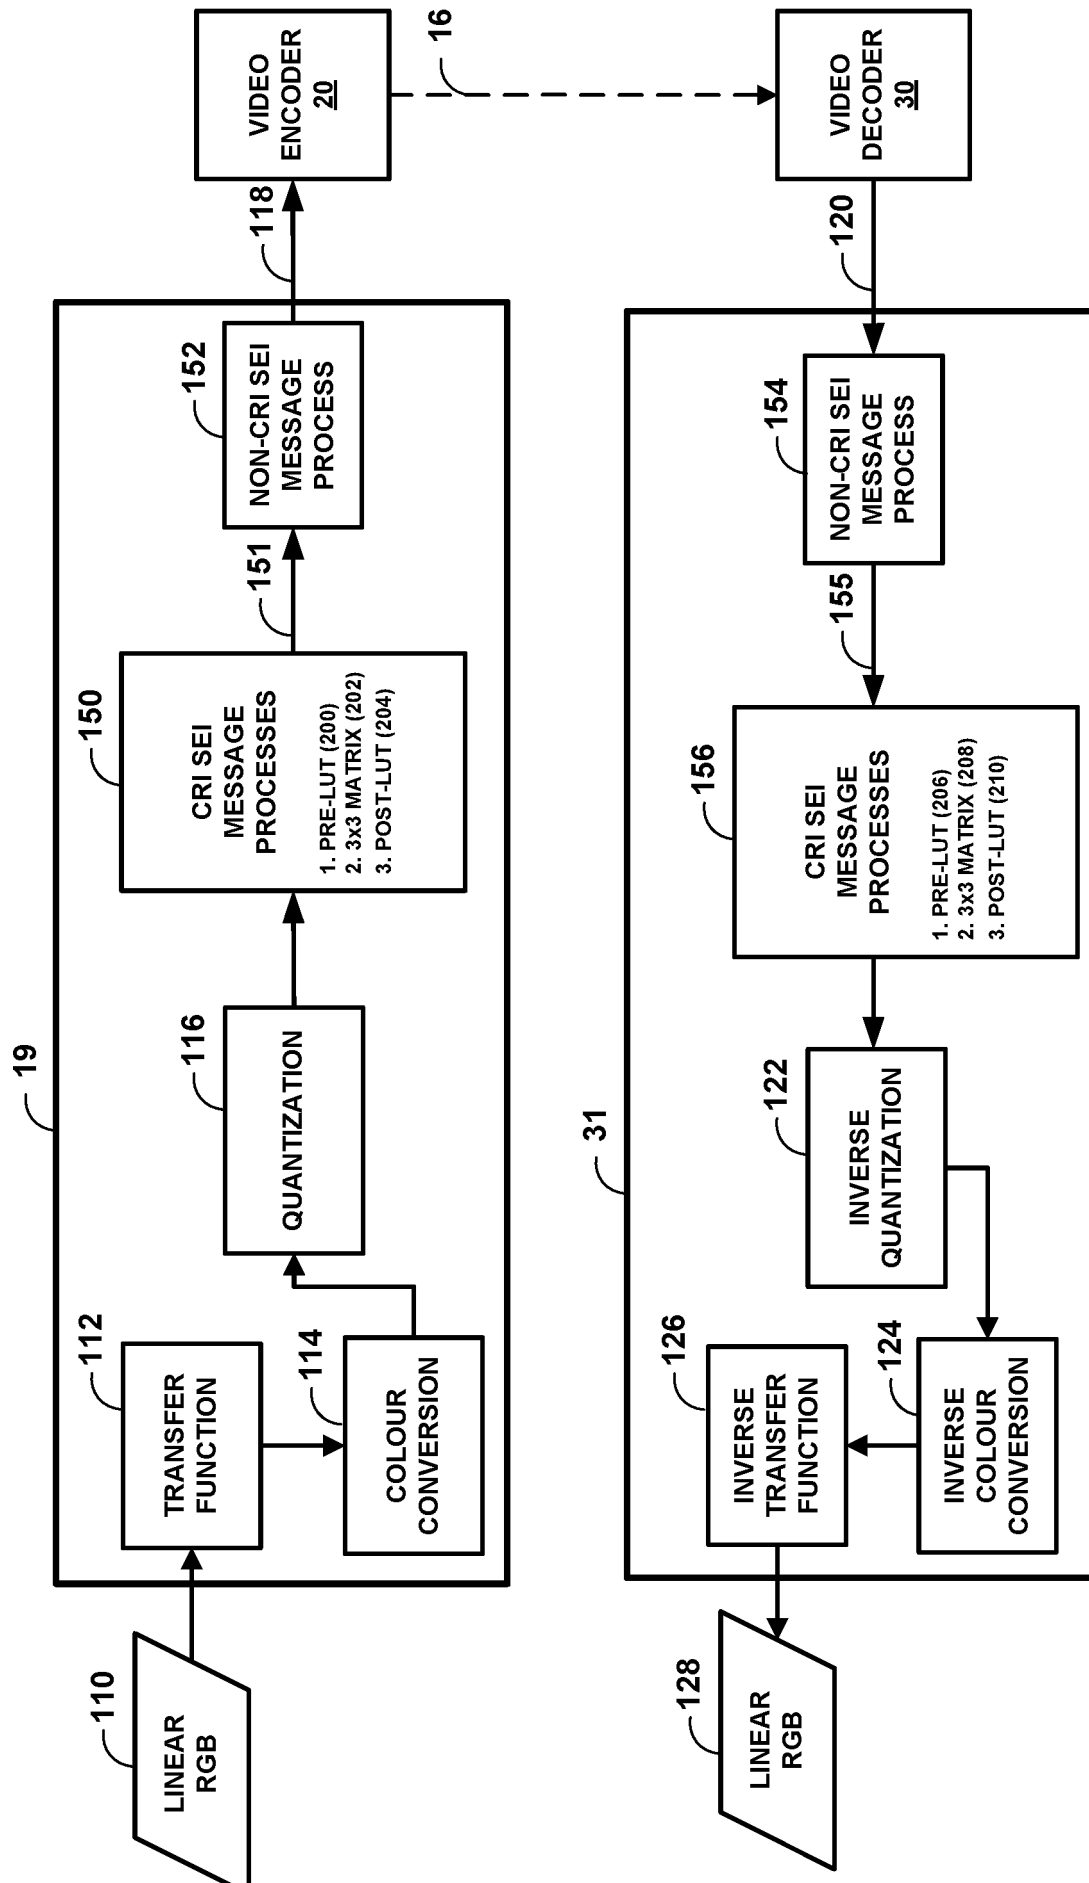 110
LINEAR
RGB
19
112
TRANSFER
FUNCTION
114
COLOUR
CONVERSION
116
QUANTIZATION
150
CRI SEI
MESSAGE
PROCESSES
1. PRE-LUT (200)
2. 3x3 MATRIX (202)
3. POST-LUT (204)
151
152
NON-CRI SEI
MESSAGE
PROCESS
118
VIDEO
ENCODER
20
16
VIDEO
DECODER
30
120
31
154
NON-CRI SEI
MESSAGE
PROCESS
155
156
CRI SEI
MESSAGE
PROCESSES
1. PRE-LUT (206)
2. 3x3 MATRIX (208)
3. POST-LUT (210)
122
INVERSE
QUANTIZATION
124
INVERSE
COLOUR
CONVERSION
126
INVERSE
TRANSFER
FUNCTION
128
LINEAR
RGB